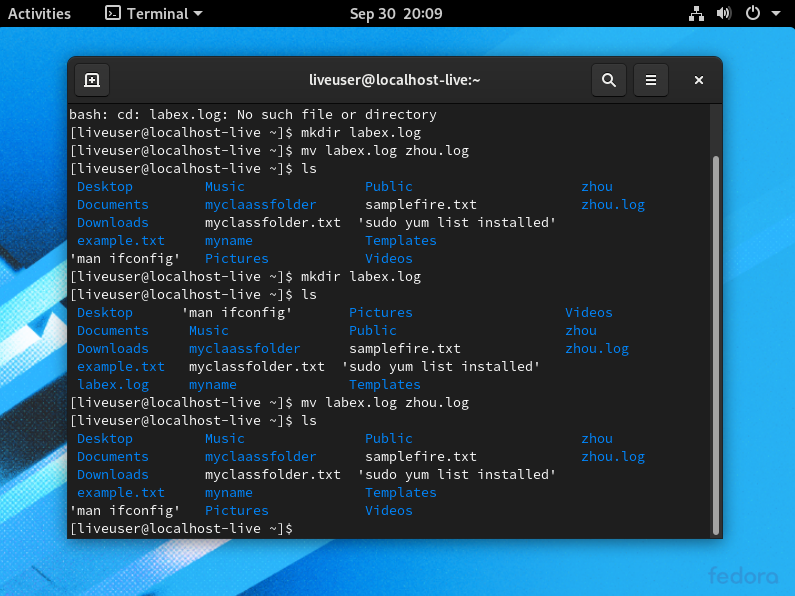 Activities Terminal Sep 30 20:09
liveuser@localhost-live:~
bash: cd: labex.log: No such file or directory
[liveuser@localhost-live ~]$ mkdir labex.log
[liveuser@localhost-live ~]$ mv labex.log zhou.log
[liveuser@localhost-live ~]$ ls
Desktop Music Public zhou
Documents myclaassfolder samplefire.txt zhou.log
Downloads myclassfolder.txt 'sudo yum list installed'
example.txt myname Templates
'man ifconfig' Pictures Videos
[liveuser@localhost-live ~]$ mkdir labex.log
[liveuser@localhost-live ~]$ ls
Desktop 'man ifconfig' Pictures Videos
Documents Music Public zhou
Downloads myclaassfolder samplefire.txt zhou.log
example.txt myclassfolder.txt 'sudo yum list installed'
labex.log myname Templates
[liveuser@localhost-live ~]$ mv labex.log zhou.log
[liveuser@localhost-live ~]$ ls
Desktop Music Public zhou
Documents myclaassfolder samplefire.txt zhou.log
Downloads myclassfolder.txt 'sudo yum list installed'
example.txt myname Templates
'man ifconfig' Pictures Videos
[liveuser@localhost-live ~]$
fedora